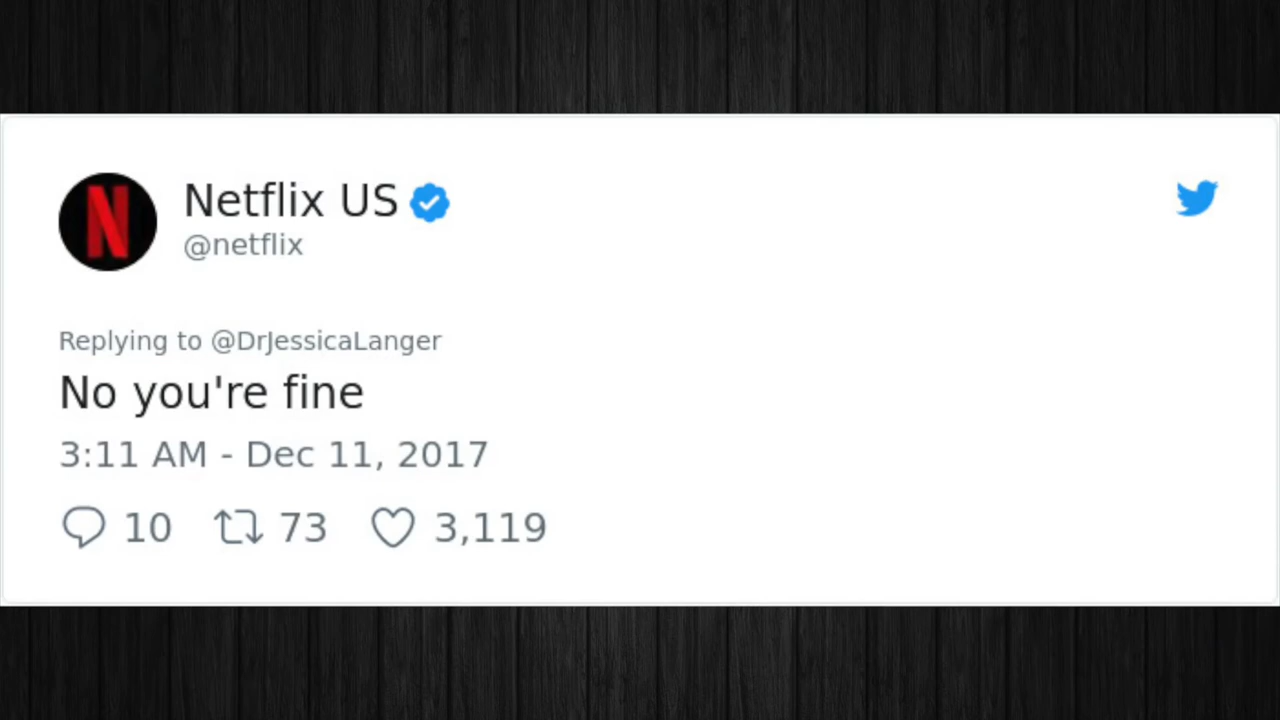 Netflix US
@netflix
Replying to @DrJessicaLanger
No you're fine
3:11 AM - Dec 11, 2017
10 73 3,119